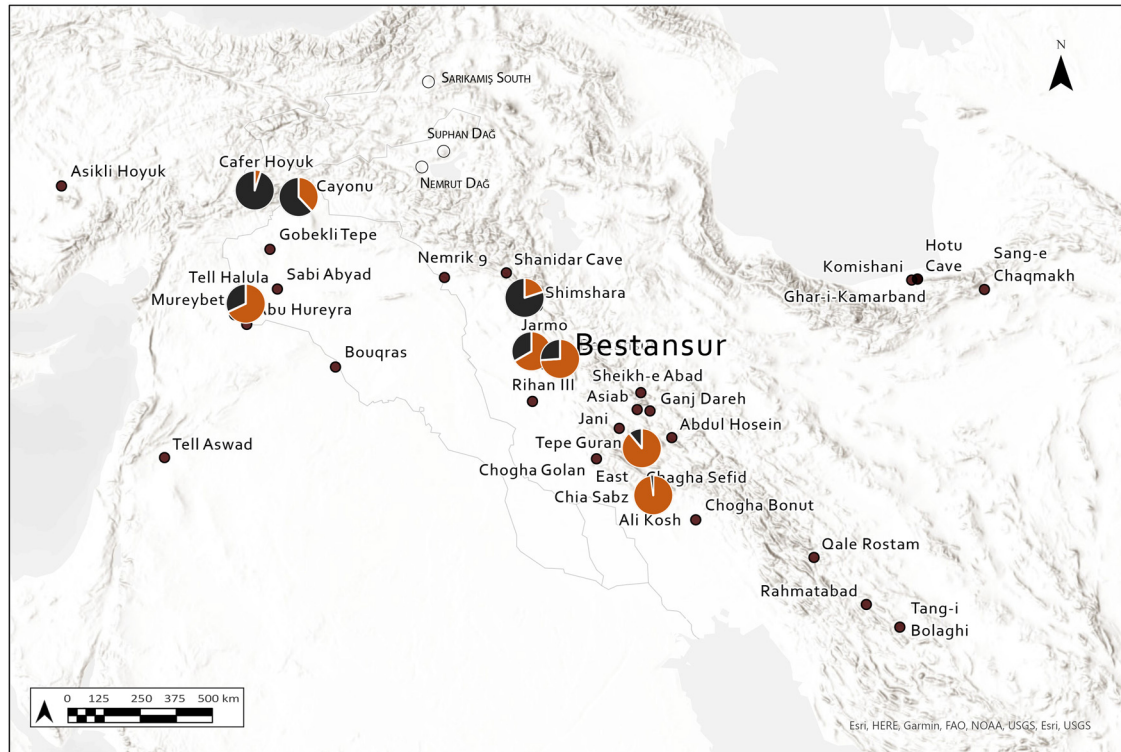 N
SARIKAMIŞ SOUTH
SUPHAN DAĞ
NEMRUT DAĞ
Cafer Hoyuk
Asikli Hoyuk
Cayonu
Gobekli Tepe
Nemrik 9
Shanidar Cave
Hotu
Cave
Komishani
Sang-e
Chaqmakh
Ghar-i-Kamarband
Tell Halula
Sabi Abyad
Mureybet
Abu Hureyra
Shimshara
Jarmo
Bestansur
Bouqras
Rihan III
Sheikh-e Abad
Asiab
Ganj Dareh
Jani
Abdul Hosein
Tepe Guran
Tell Aswad
Chogha Golan
East
Chia Sabz
Chagha Sefid
Ali Kosh
Chogha Bonut
Qale Rostam
Rahmatabad
Tang-i
Bolaghi
0 125 250 375 500 km
Esri, HERE, Garmin, FAO, NOAA, USGS, Esri, USGS